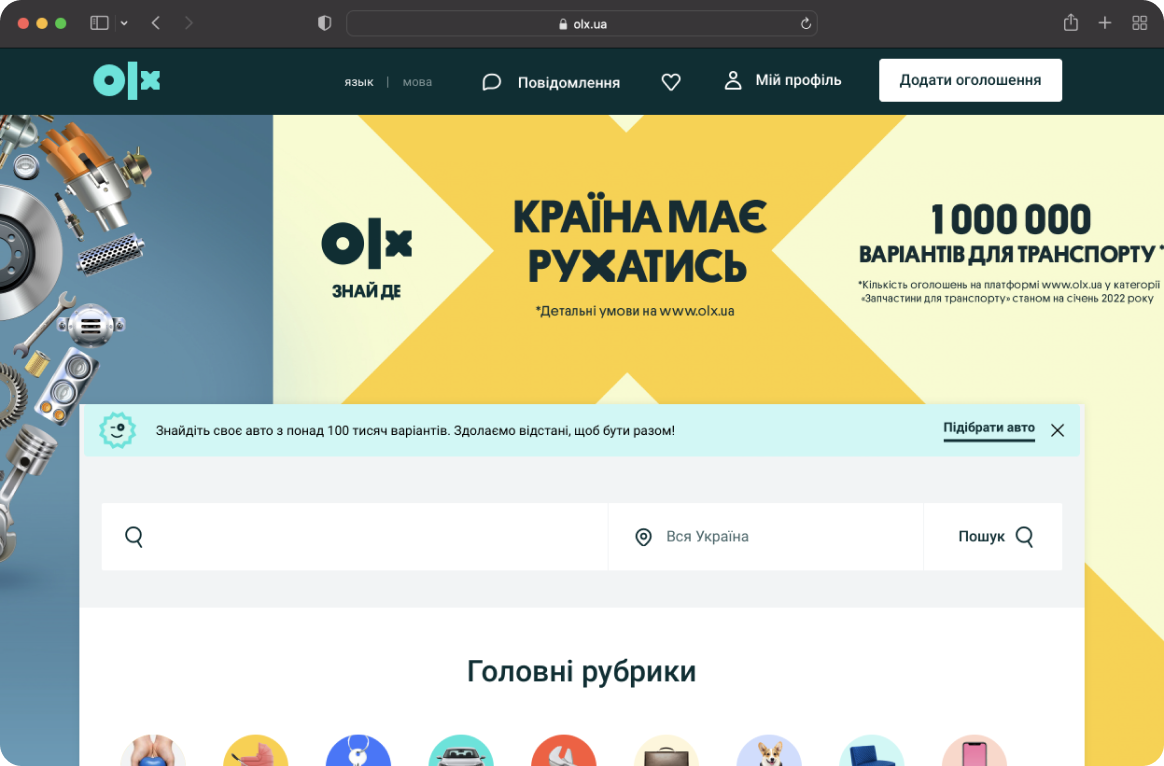 olx.ua
olx
язык | мова
Повідомлення
Мій профіль
Додати оголошення
olx
ЗНАЙ ДЕ
КРАЇНА МАЄ
РУХАТИСЬ
*Детальні умови на www.olx.ua
1 000 000
ВАРІАНТІВ ДЛЯ ТРАНСПОРТУ *
*Кількість оголошень на платформі www.olx.ua у категорії
«Запчастини для транспорту» станом на січень 2022 року
Знайдіть своє авто з понад 100 тисяч варіантів. Здолаємо відстані, щоб бути разом!
Підібрати авто
Вся Україна
Пошук
Головні рубрики